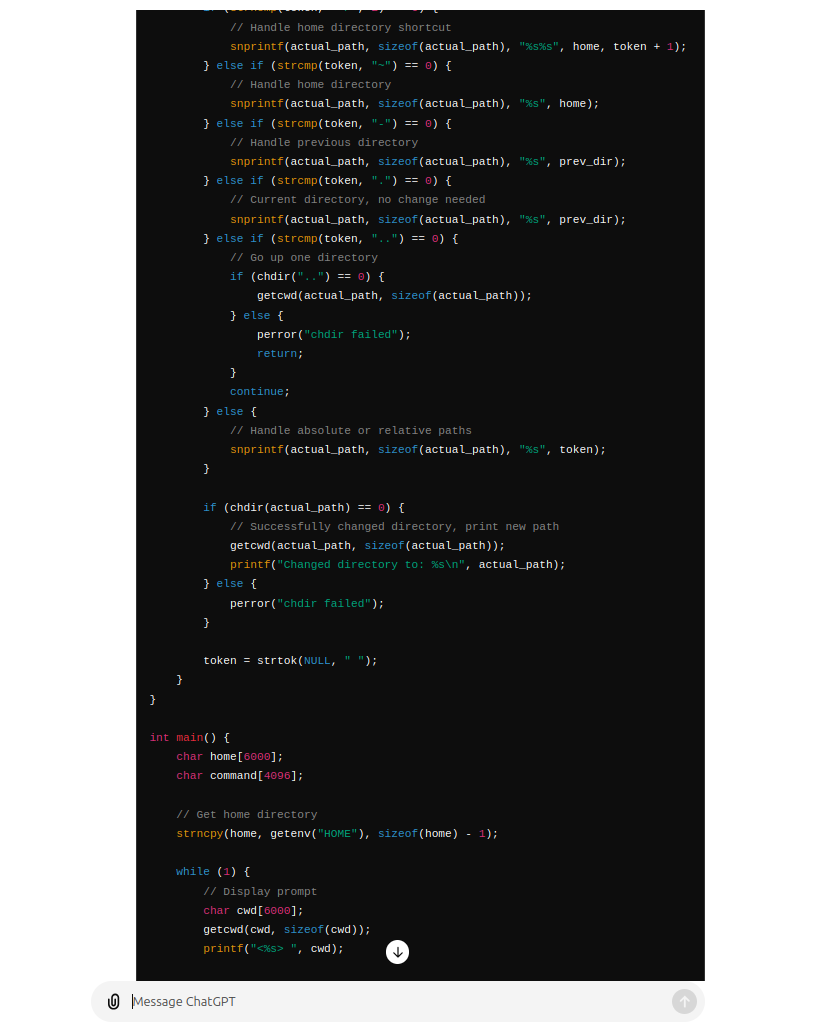 // Handle home directory shortcut
            snprintf(actual_path, sizeof(actual_path), "%s%s", home, token + 1);
        } else if (strcmp(token, "~") == 0) {
            // Handle home directory
            snprintf(actual_path, sizeof(actual_path), "%s", home);
        } else if (strcmp(token, "-") == 0) {
            // Handle previous directory
            snprintf(actual_path, sizeof(actual_path), "%s", prev_dir);
        } else if (strcmp(token, ".") == 0) {
            // Current directory, no change needed
            snprintf(actual_path, sizeof(actual_path), "%s", prev_dir);
        } else if (strcmp(token, "..") == 0) {
            // Go up one directory
            if (chdir("..") == 0) {
                getcwd(actual_path, sizeof(actual_path));
            } else {
                perror("chdir failed");
                return;
            }
            continue;
        } else {
            // Handle absolute or relative paths
            snprintf(actual_path, sizeof(actual_path), "%s", token);
        }

        if (chdir(actual_path) == 0) {
            // Successfully changed directory, print new path
            getcwd(actual_path, sizeof(actual_path));
            printf("Changed directory to: %s\n", actual_path);
        } else {
            perror("chdir failed");
        }

        token = strtok(NULL, " ");
    }
}

int main() {
    char home[6000];
    char command[4096];

    // Get home directory
    strncpy(home, getenv("HOME"), sizeof(home) - 1);

    while (1) {
        // Display prompt
        char cwd[6000];
        getcwd(cwd, sizeof(cwd));
        printf("<%s> ", cwd);
Message ChatGPT